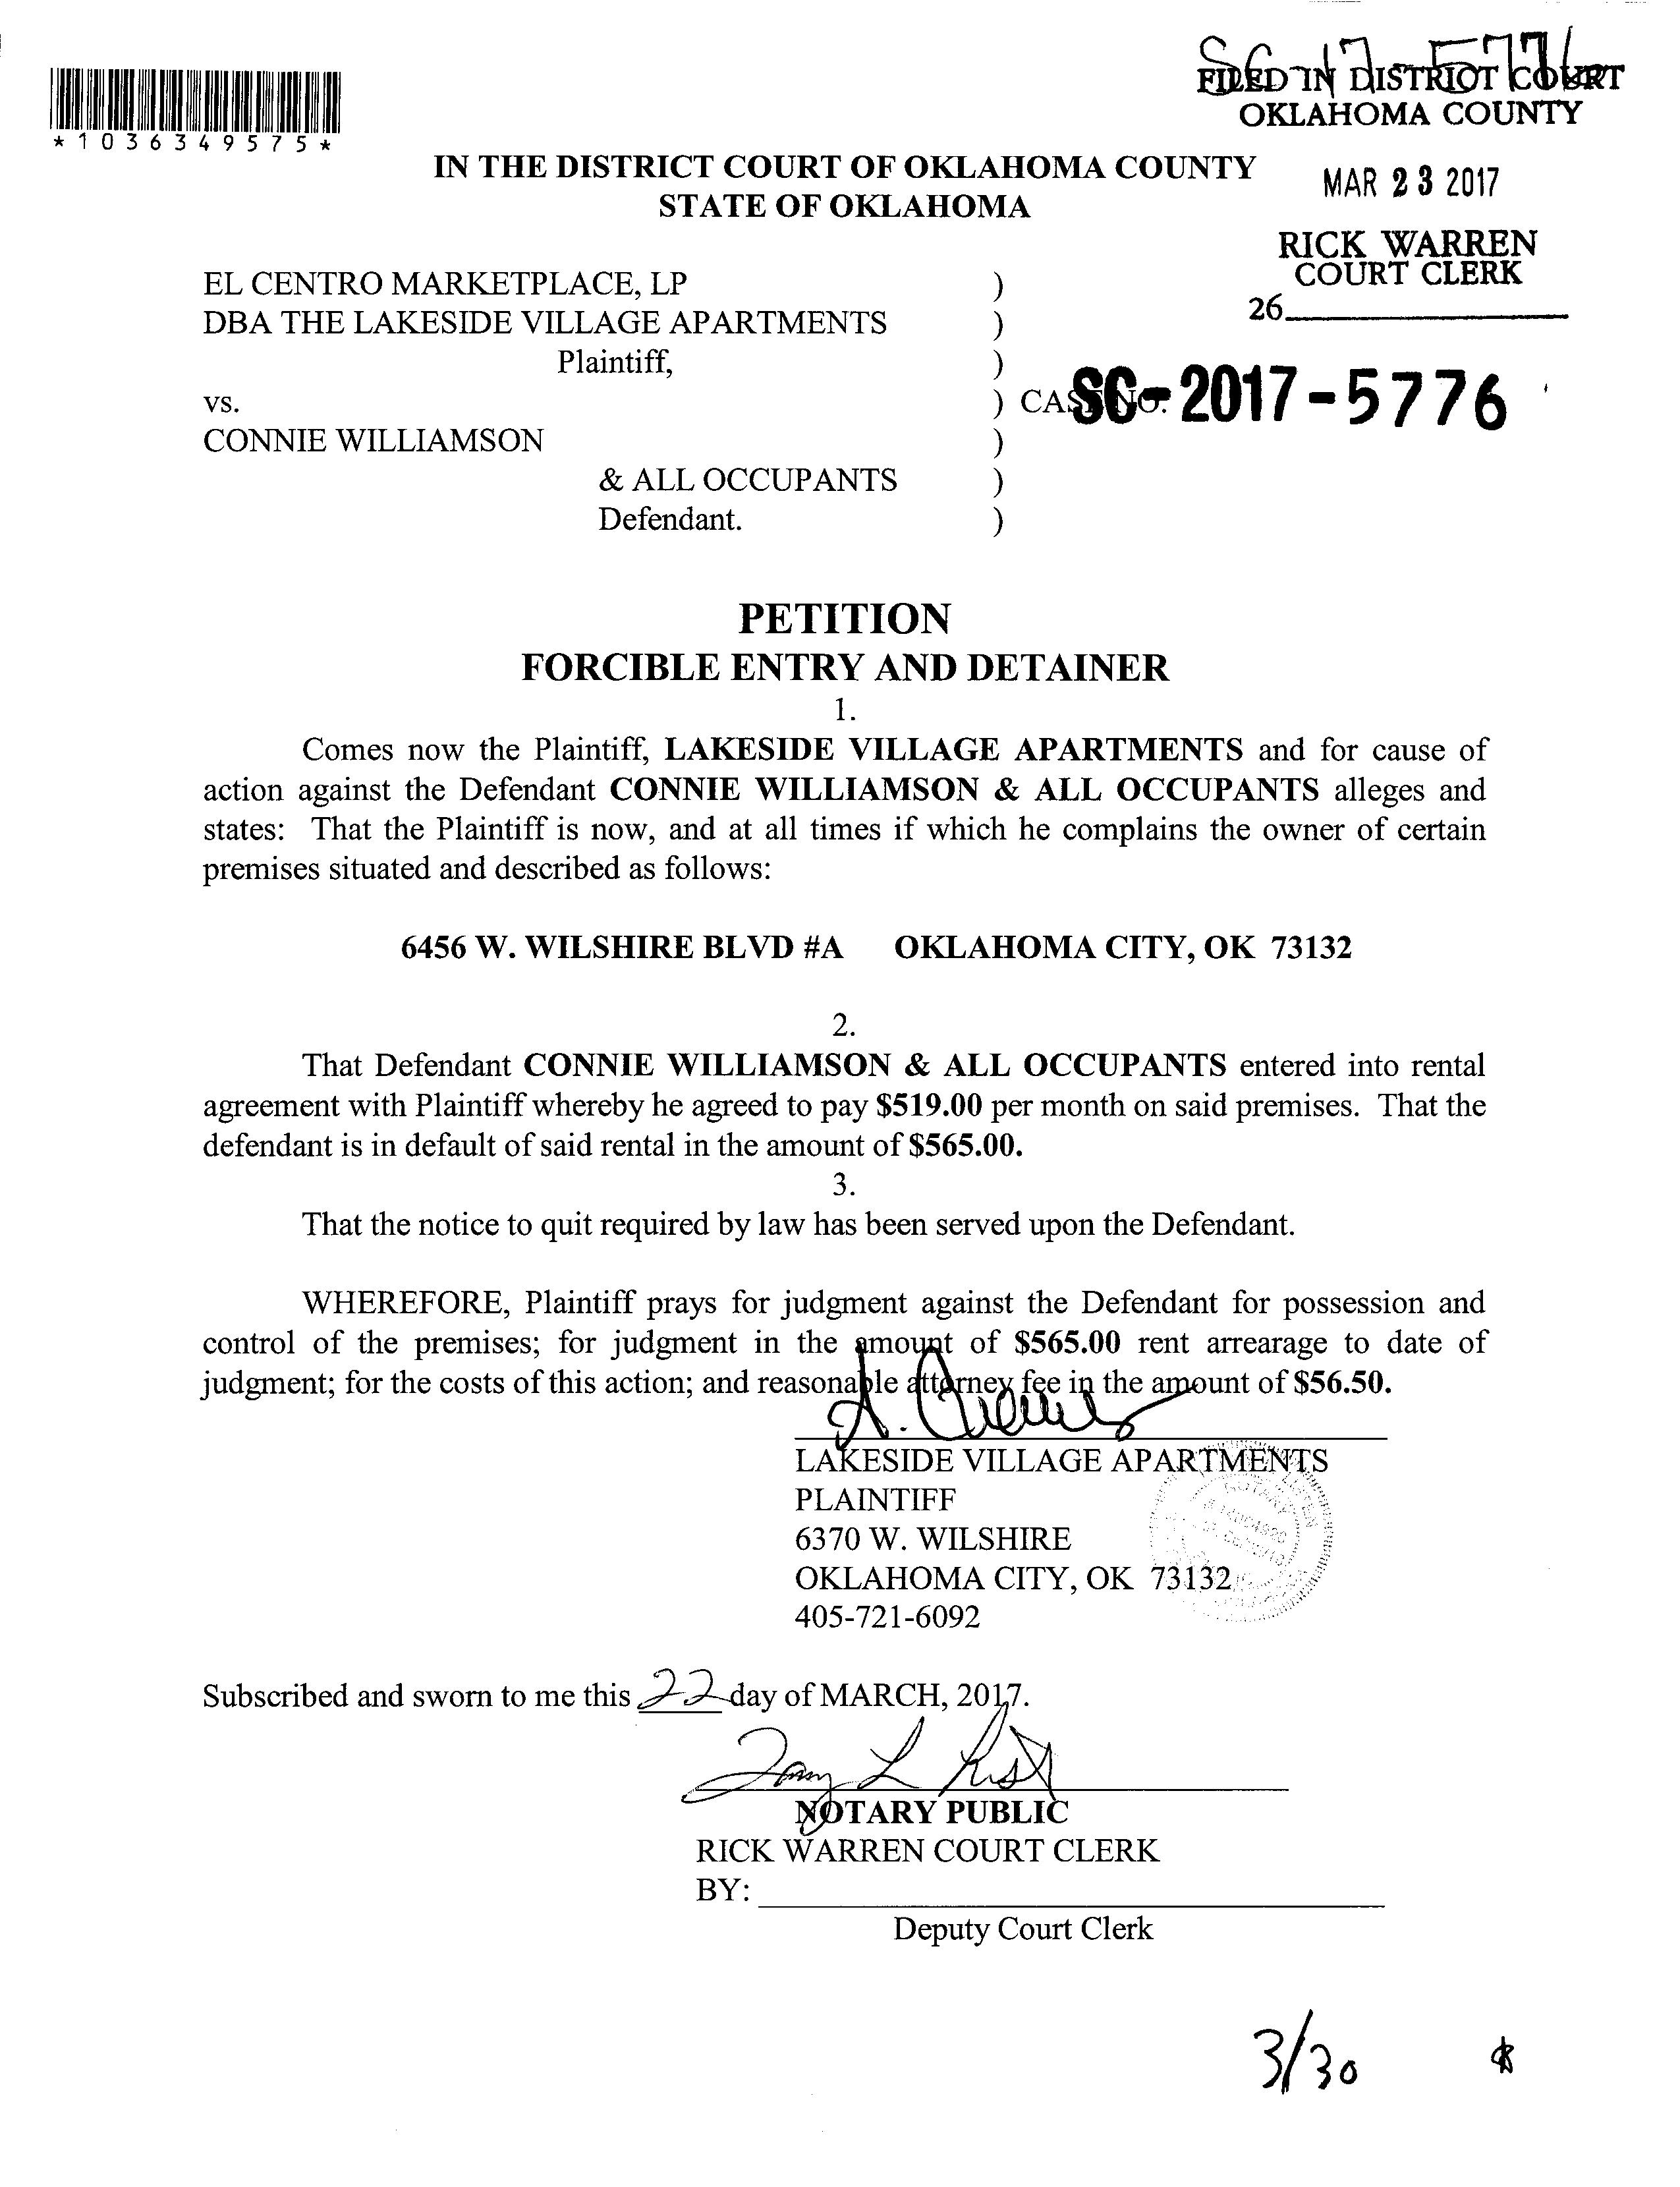 SC-17-5776
FILED IN DISTRICT COURT
OKLAHOMA COUNTY
*1036349575*
IN THE DISTRICT COURT OF OKLAHOMA COUNTY
STATE OF OKLAHOMA
MAR 23 2017
RICK WARREN
COURT CLERK
26
EL CENTRO MARKETPLACE, LP )
DBA THE LAKESIDE VILLAGE APARTMENTS )
Plaintiff, )
vs. ) CASE NO. SC-2017-5776
CONNIE WILLIAMSON )
& ALL OCCUPANTS )
Defendant. )
PETITION
FORCIBLE ENTRY AND DETAINER
1.
Comes now the Plaintiff, LAKESIDE VILLAGE APARTMENTS and for cause of
action against the Defendant CONNIE WILLIAMSON & ALL OCCUPANTS alleges and
states: That the Plaintiff is now, and at all times if which he complains the owner of certain
premises situated and described as follows:
6456 W. WILSHIRE BLVD #A OKLAHOMA CITY, OK 73132
2.
That Defendant CONNIE WILLIAMSON & ALL OCCUPANTS entered into rental
agreement with Plaintiff whereby he agreed to pay $519.00 per month on said premises. That the
defendant is in default of said rental in the amount of $565.00.
3.
That the notice to quit required by law has been served upon the Defendant.
WHEREFORE, Plaintiff prays for judgment against the Defendant for possession and
control of the premises; for judgment in the amount of $565.00 rent arrearage to date of
judgment; for the costs of this action; and reasonable attorney fee in the amount of $56.50.
LAKESIDE VILLAGE APARTMENTS
PLAINTIFF
6370 W. WILSHIRE
OKLAHOMA CITY, OK 73132
405-721-6092
Subscribed and sworn to me this 22 day of MARCH, 2017.
NOTARY PUBLIC
RICK WARREN COURT CLERK
BY:
Deputy Court Clerk
3/30